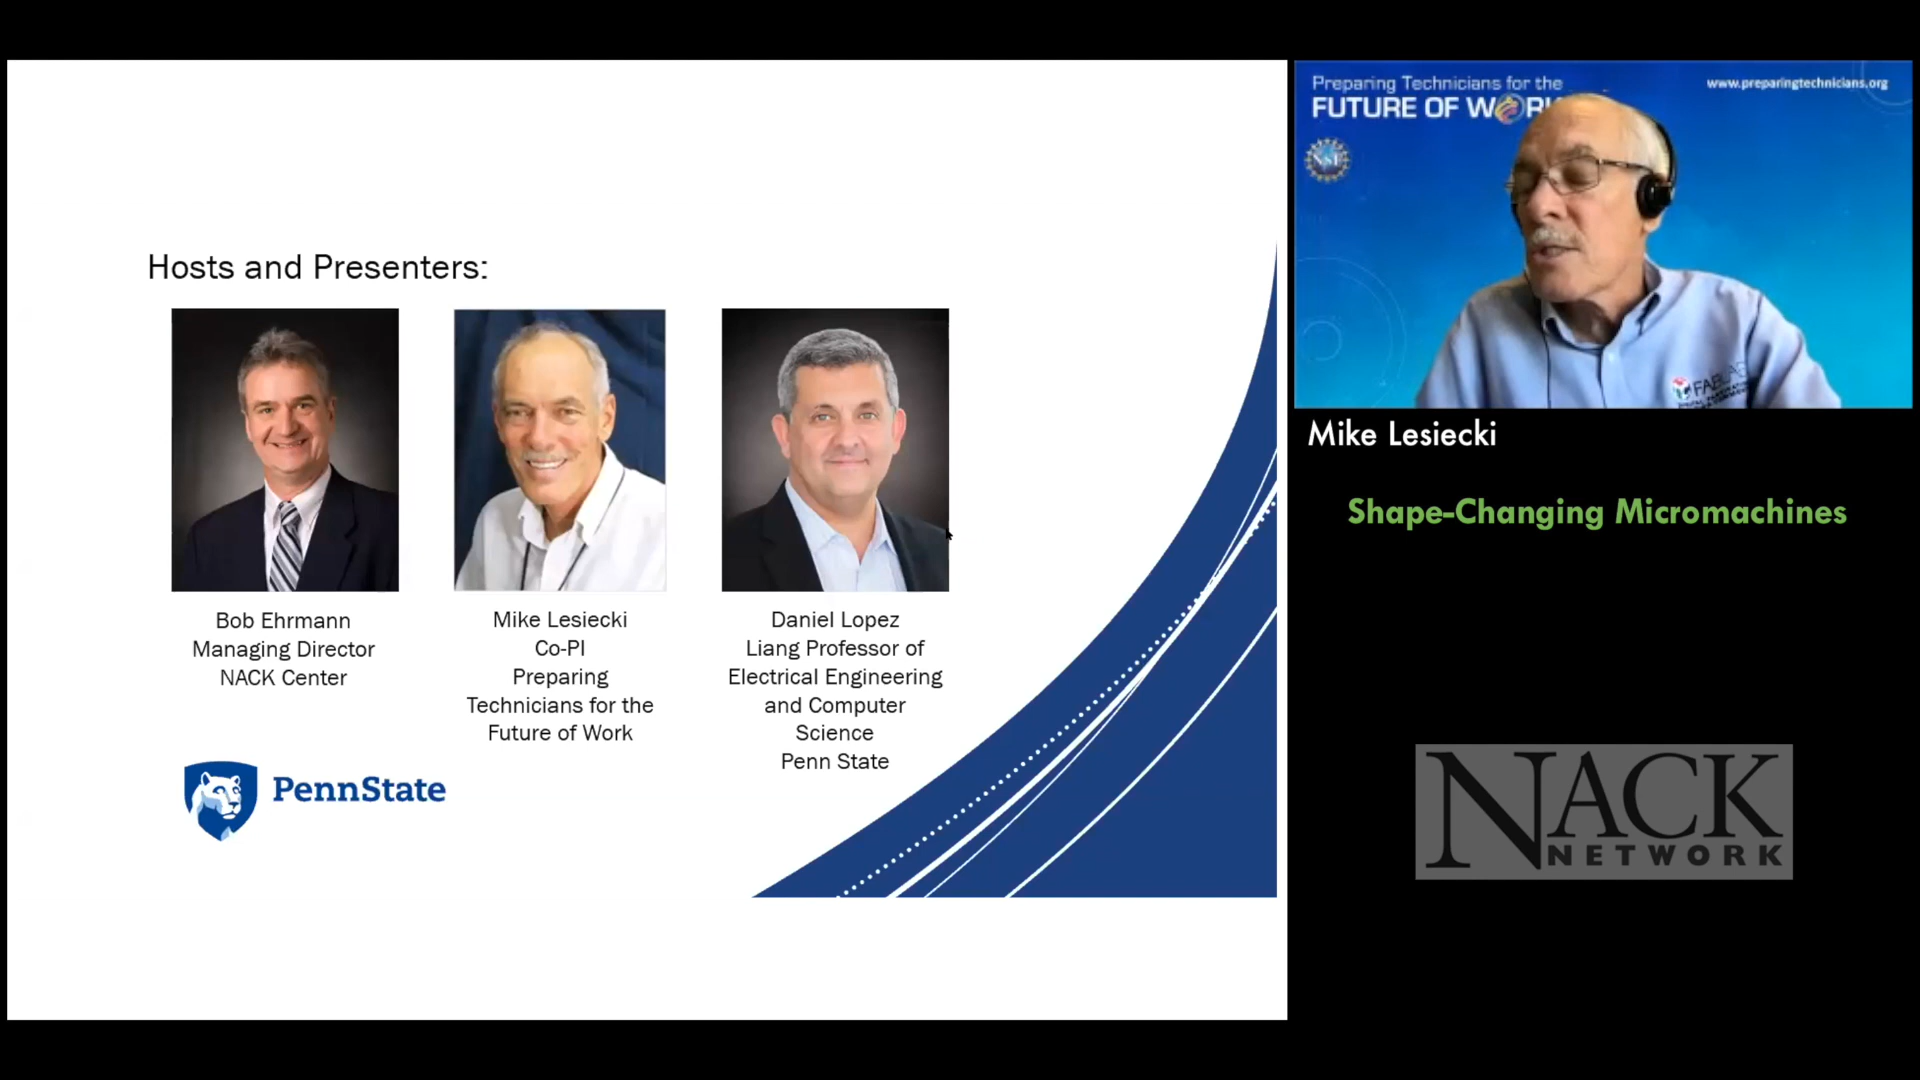 Hosts and Presenters:
Bob Ehrmann
Managing Director
NACK Center
Mike Lesiecki
Co-PI
Preparing
Technicians for the
Future of Work
Daniel Lopez
Liang Professor of
Electrical Engineering
and Computer
Science
Penn State
PennState
Preparing Technicians for the
FUTURE OF WORK
www.preparingtechnicians.org
NSF
FABLAB
Mike Lesiecki
Shape-Changing Micromachines
NACK
NETWORK